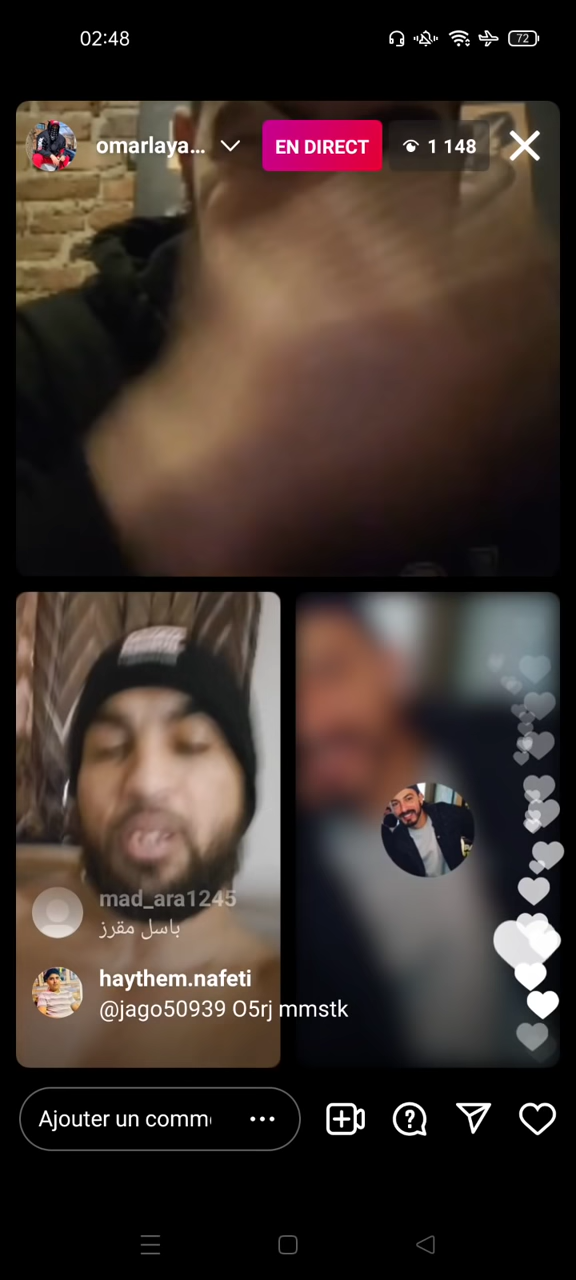 02:48
72
omarlaya...
EN DIRECT
1 148
mad_ara1245
باسل مقرز
haythem.nafeti
@jago50939 O5rj mmstk
Ajouter un comm